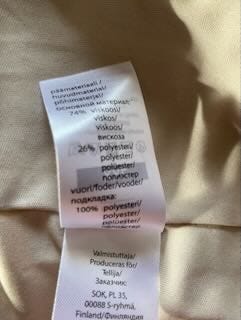 päämateriaali/
huvudmaterial/
põhimaterjal/
основной материал:
74% viskoosi/
viskos/
viskoos/
вискоза
26% polyesteri/
polyester/
polüester/
полиэстер
vuori/foder/vooder/
подкладка:
100% polyesteri/
polyester/
Valmistuttaja/
Produceras för/
Tellija/
Заказчик:
SOK, PL 35,
00088 S-ryhmä,
Finland/Финляндия